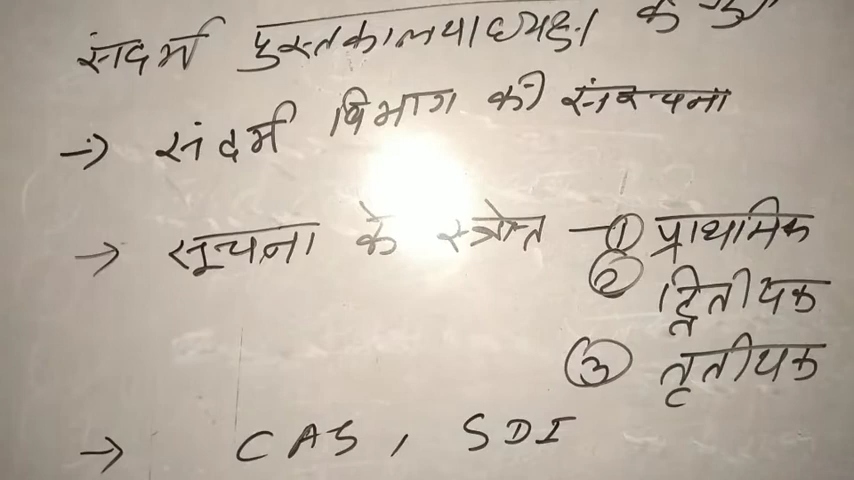 संदर्भ पुस्तकालयाध्यक्ष के
→ संदर्भ विभाग की संरचना
→ सूचना के स्त्रोत – ① प्राथमिक
② द्वितीयक
③ तृतीयक
→ CAS, SDI